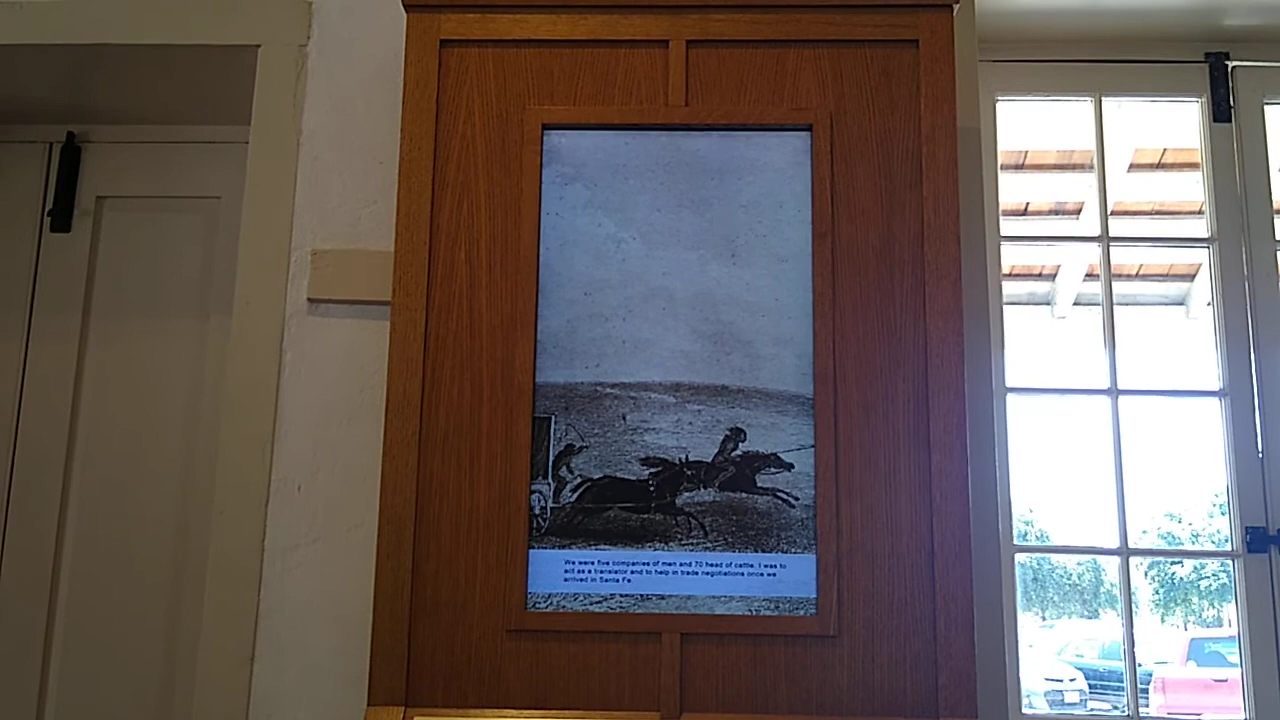 We were five companies of men and 70 head of cattle. I was to
act as a translator and to help in trade negotiations once we
arrived in Santa Fe.